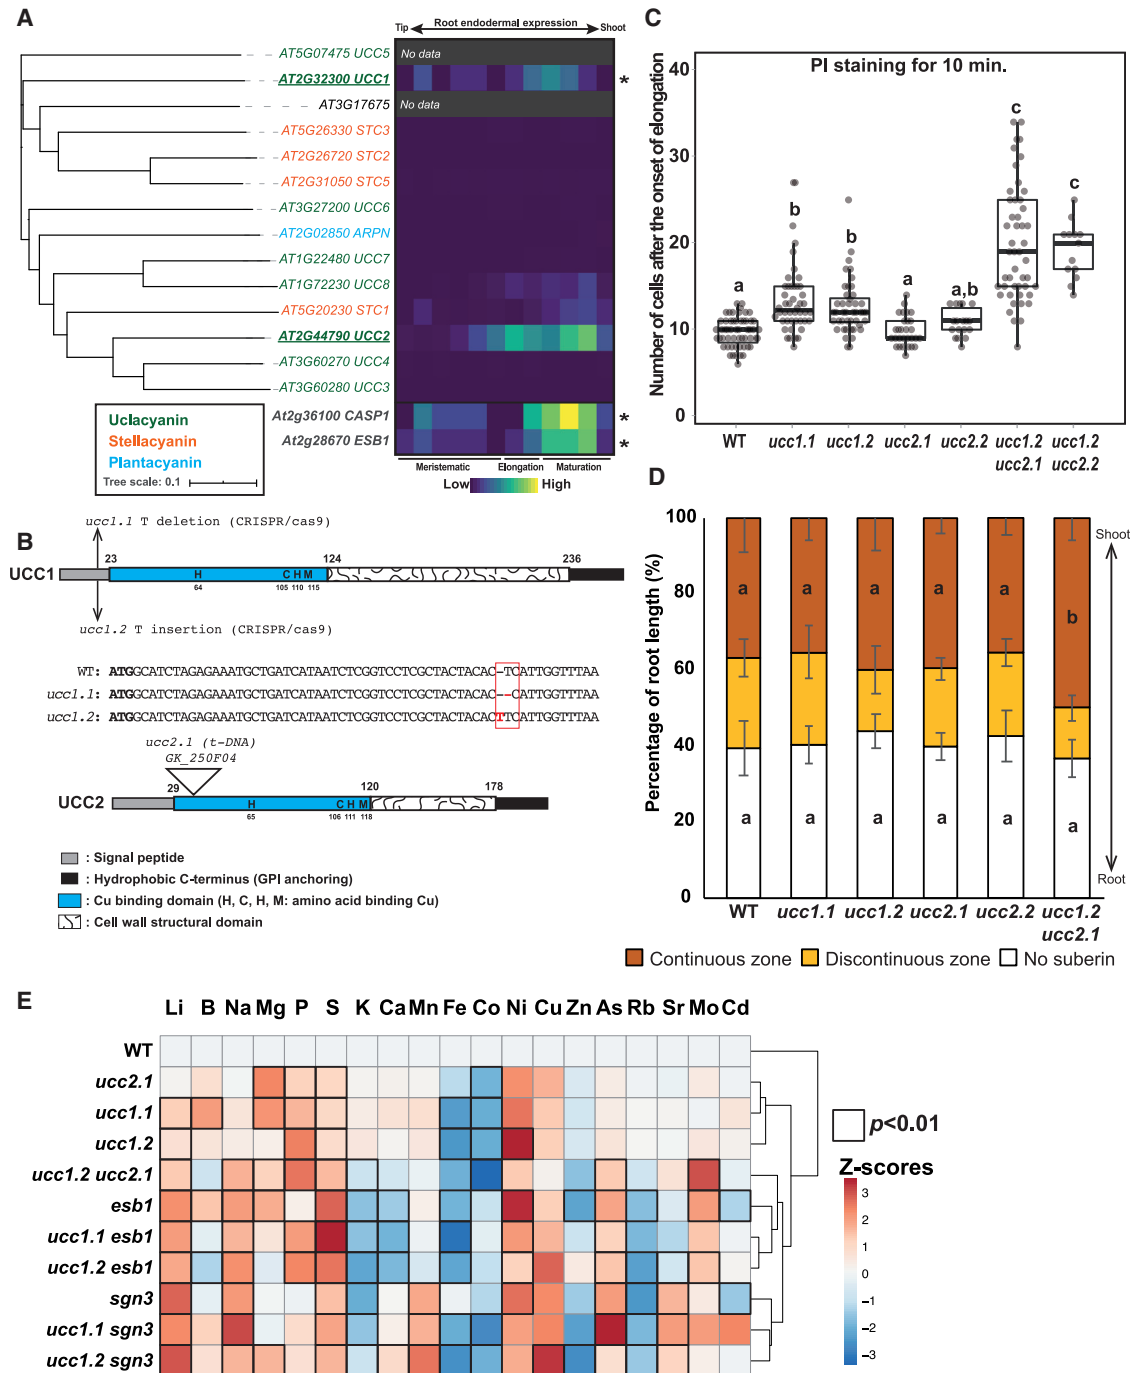 A
Tip
Root endodermal expression
Shoot
AT5G07475 UCC5
No data
AT2G32300 UCC1
*
AT3G17675
No data
AT5G26330 STC3
AT2G26720 STC2
AT2G31050 STC5
AT3G27200 UCC6
AT2G02850 ARPN
AT1G22480 UCC7
AT1G72230 UCC8
AT5G20230 STC1
AT2G44790 UCC2
AT3G60270 UCC4
AT3G60280 UCC3
At2g36100 CASP1
*
At2g28670 ESB1
*
Uclacyanin
Stellacyanin
Plantacyanin
Tree scale: 0.1
Meristematic
Elongation
Maturation
Low
High
B
ucc1.1 T deletion (CRISPR/cas9)
23
124
236
UCC1
H
C H M
64
105 110 115
ucc1.2 T insertion (CRISPR/cas9)
WT: ATGGCATCTAGAGAAATGCTGATCATAATCTCGGTCCTCGCTACTACAC-TCATTGGTTTAA
ucc1.1: ATGGCATCTAGAGAAATGCTGATCATAATCTCGGTCCTCGCTACTACAC--CATTGGTTTAA
ucc1.2: ATGGCATCTAGAGAAATGCTGATCATAATCTCGGTCCTCGCTACTACACTTCATTGGTTTAA
ucc2.1 (t-DNA)
GK_250F04
29
120
178
UCC2
H
C H M
65
106 111 118
: Signal peptide
: Hydrophobic C-terminus (GPI anchoring)
: Cu binding domain (H, C, H, M: amino acid binding Cu)
: Cell wall structural domain
C
PI staining for 10 min.
Number of cells after the onset of elongation
40
30
20
10
0
a
b
b
a
a,b
c
c
WT
ucc1.1
ucc1.2
ucc2.1
ucc2.2
ucc1.2
ucc2.1
ucc1.2
ucc2.2
D
Percentage of root length (%)
100
80
60
40
20
0
a
a
a
a
a
b
a
a
a
a
a
a
Shoot
Root
WT
ucc1.1
ucc1.2
ucc2.1
ucc2.2
ucc1.2
ucc2.1
Continuous zone
Discontinuous zone
No suberin
E
Li B Na Mg P S K Ca Mn Fe Co Ni Cu Zn As Rb Sr Mo Cd
WT
ucc2.1
ucc1.1
ucc1.2
ucc1.2 ucc2.1
esb1
ucc1.1 esb1
ucc1.2 esb1
sgn3
ucc1.1 sgn3
ucc1.2 sgn3
p<0.01
Z-scores
3
2
1
0
−1
−2
−3